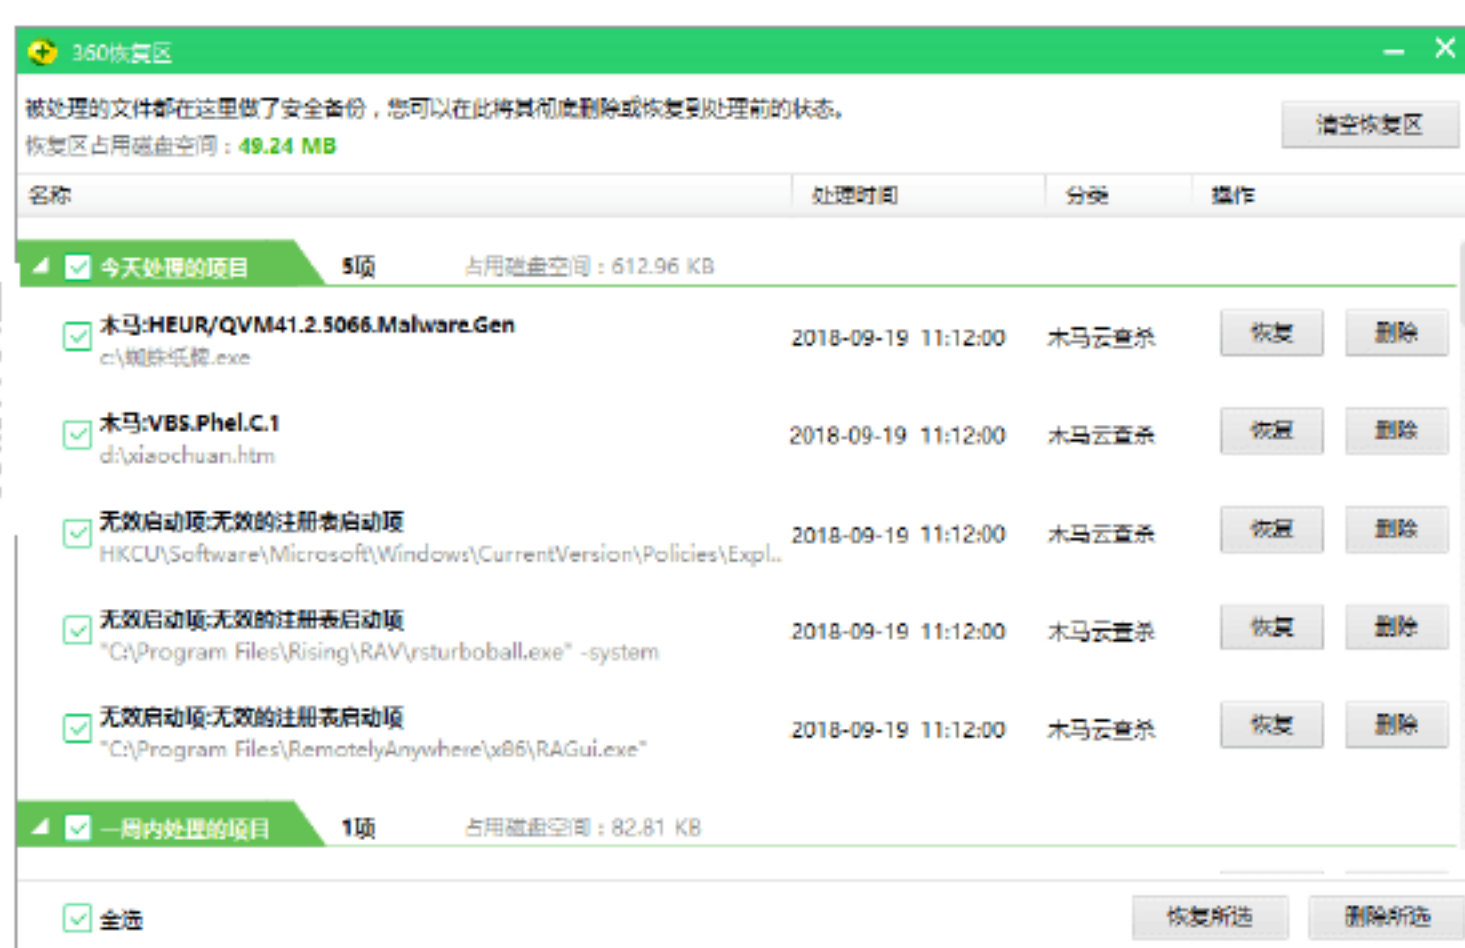 360恢复区
被处理的文件都在这里做了安全备份，您可以在此将其彻底删除或恢复到处理前的状态。
清空恢复区
恢复区占用磁盘空间：49.24 MB
名称 处理时间 分类 操作
今天处理的项目 5项 占用磁盘空间：612.96 KB
木马:HEUR/QVM41.2.5066.Malware.Gen
c:\蜘蛛纸牌.exe
2018-09-19 11:12:00 木马云查杀 恢复 删除
木马:VBS.Phel.C.1
d:\xiaochuan.htm
2018-09-19 11:12:00 木马云查杀 恢复 删除
无效启动项:无效的注册表启动项
HKCU\Software\Microsoft\Windows\CurrentVersion\Policies\Expl...
2018-09-19 11:12:00 木马云查杀 恢复 删除
无效启动项:无效的注册表启动项
"C:\Program Files\Rising\RAV\rsturboball.exe" -system
2018-09-19 11:12:00 木马云查杀 恢复 删除
无效启动项:无效的注册表启动项
"C:\Program Files\RemotelyAnywhere\x86\RAGui.exe"
2018-09-19 11:12:00 木马云查杀 恢复 删除
一周内处理的项目 1项 占用磁盘空间：82.81 KB
全选 恢复所选 删除所选